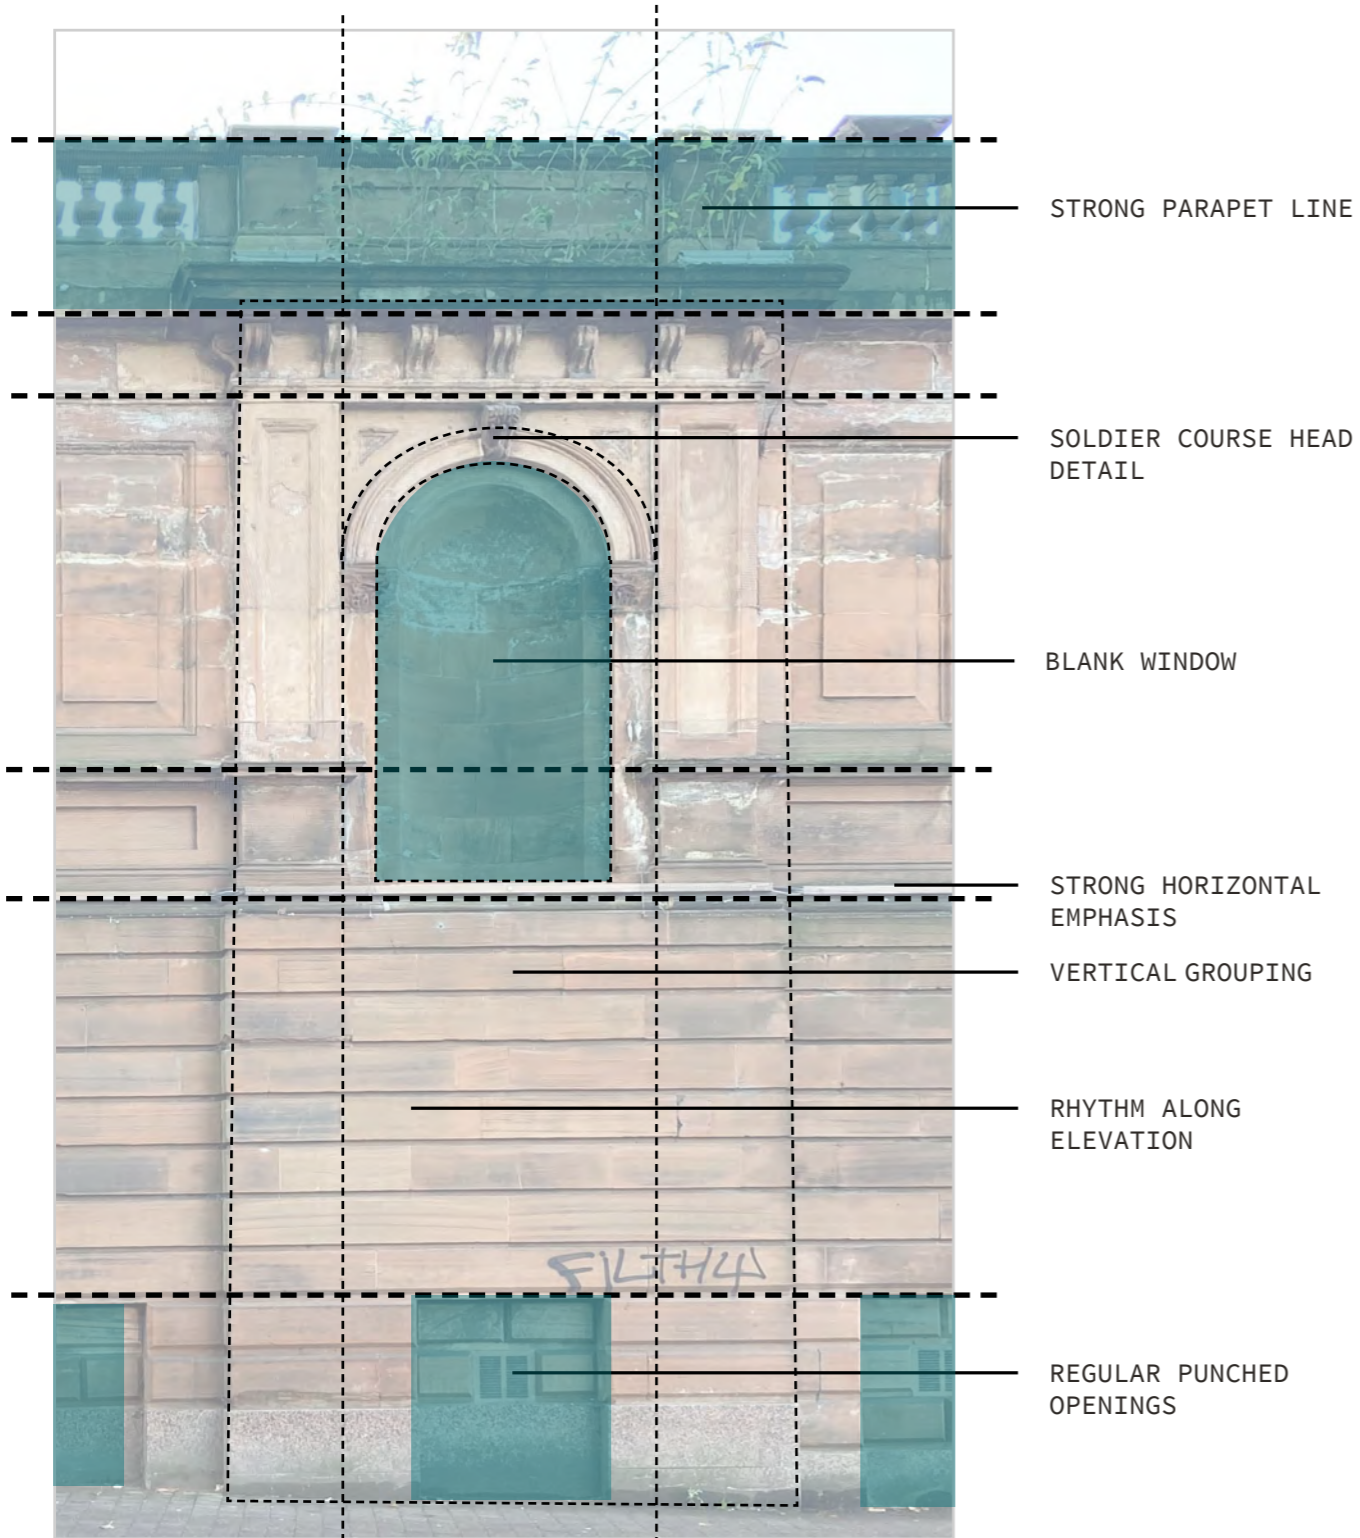 STRONG PARAPET LINE
SOLDIER COURSE HEAD
DETAIL
BLANK WINDOW
STRONG HORIZONTAL
EMPHASIS
VERTICAL GROUPING
RHYTHM ALONG
ELEVATION
FILTHY
REGULAR PUNCHED
OPENINGS